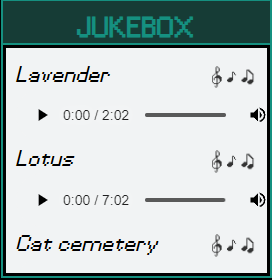 JUKEBOX
Lavender
0:00 / 2:02
Lotus
0:00 / 7:02
Cat cemetery